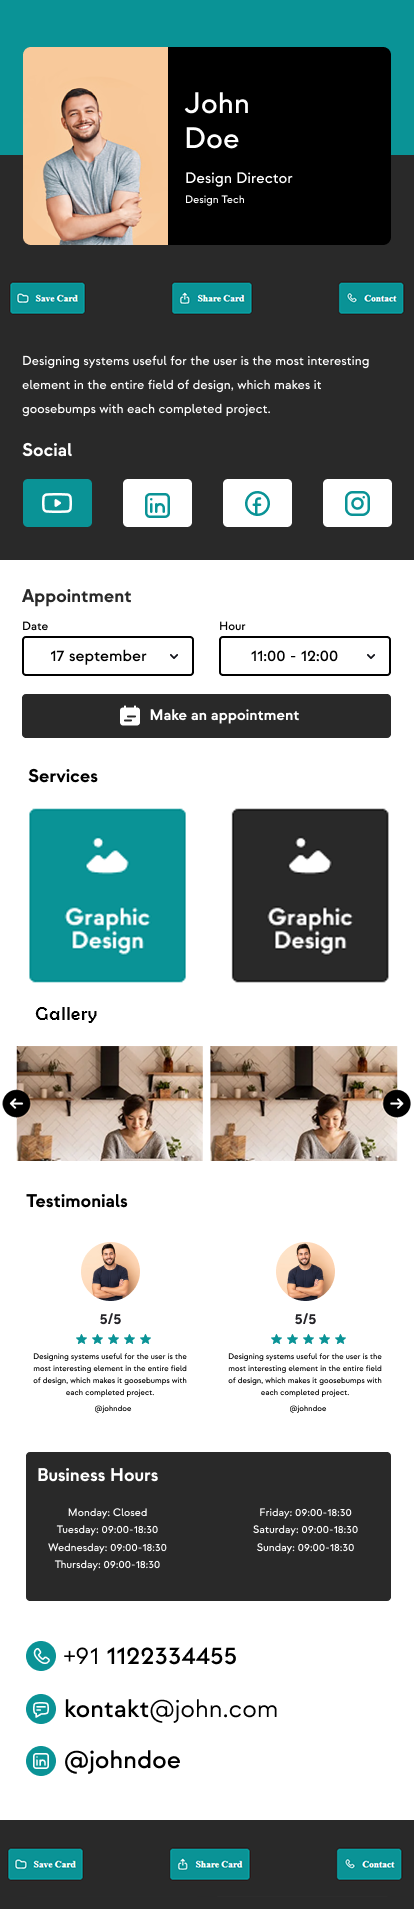 John
Doe
Design Director
Design Tech
Save Card
Share Card
Contact
Designing systems useful for the user is the most interesting
element in the entire field of design, which makes it
goosebumps with each completed project.
Social
Appointment
Date
Hour
17 september
11:00 - 12:00
Make an appointment
Services
Graphic
Design
Graphic
Design
Gallery
Testimonials
5/5
Designing systems useful for the user is the
most interesting element in the entire field
of design, which makes it goosebumps with
each completed project.
@johndoe
5/5
Designing systems useful for the user is the
most interesting element in the entire field
of design, which makes it goosebumps with
each completed project.
@johndoe
Business Hours
Monday: Closed
Tuesday: 09:00-18:30
Wednesday: 09:00-18:30
Thursday: 09:00-18:30
Friday: 09:00-18:30
Saturday: 09:00-18:30
Sunday: 09:00-18:30
+91 1122334455
kontakt@john.com
@johndoe
Save Card
Share Card
Contact